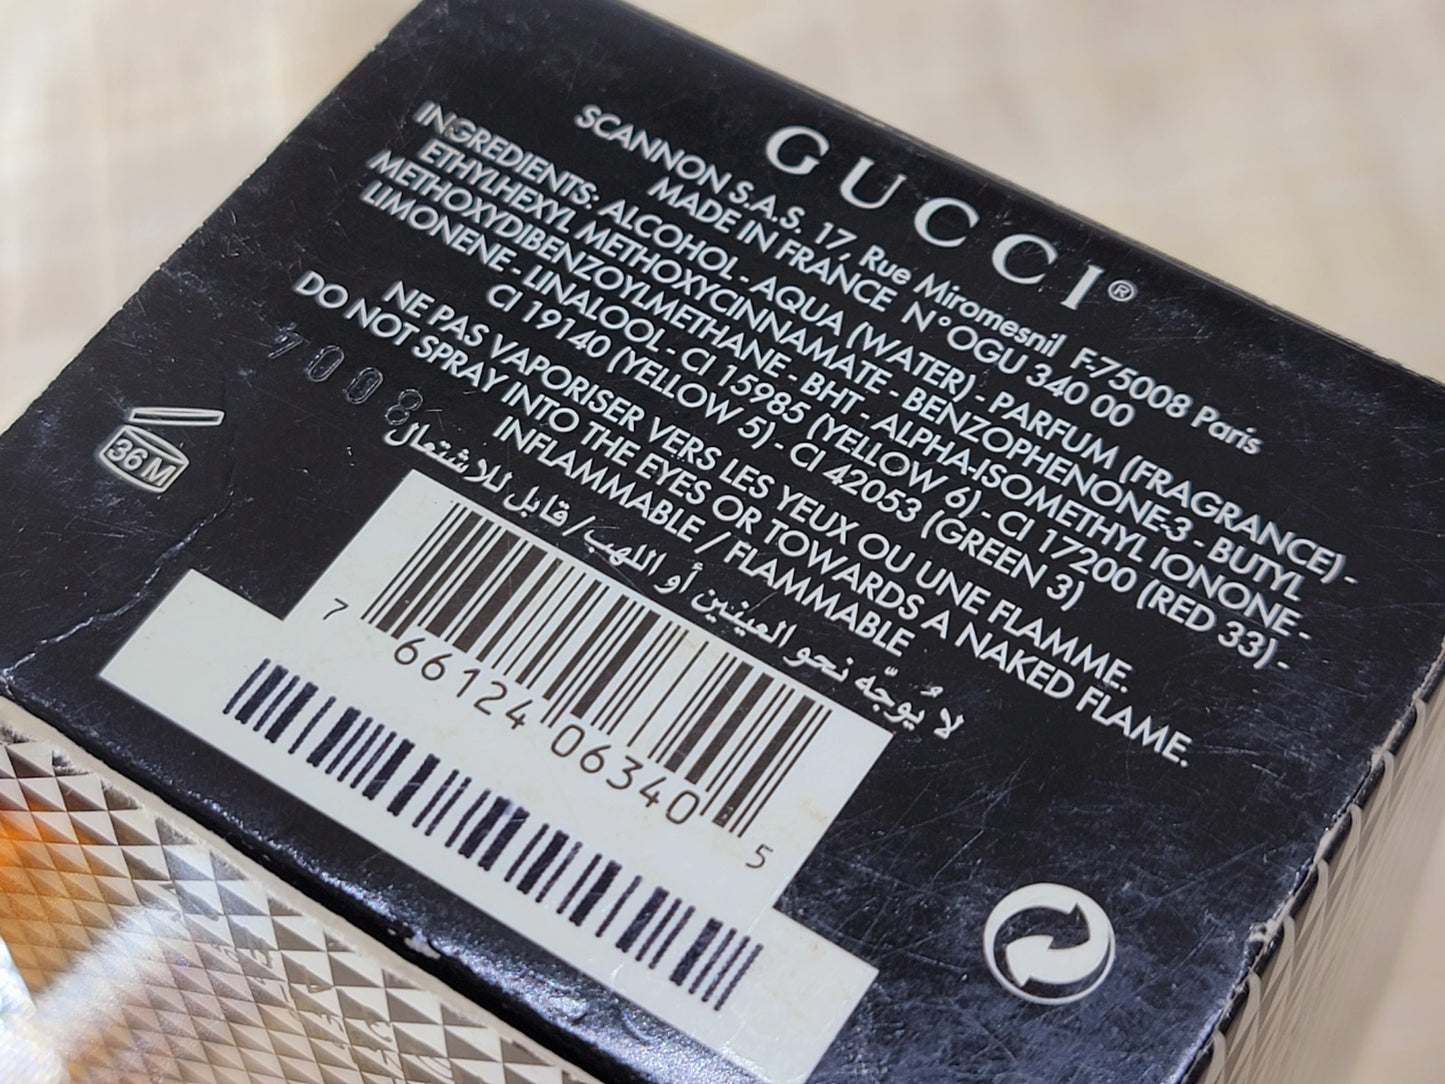 GUCCI®
SCANNON S.A.S. 17, Rue Miromesnil F-75008 Paris
MADE IN FRANCE N°OGU 340 00
INGREDIENTS: ALCOHOL - AQUA (WATER) - PARFUM (FRAGRANCE) -
ETHYLHEXYL METHOXYCINNAMATE - BENZOPHENONE-3 - BUTYL
METHOXYDIBENZOYLMETHANE - BHT - ALPHA-ISOMETHYL IONONE -
LIMONENE - LINALOOL - CI 15985 (YELLOW 6) - CI 17200 (RED 33) -
CI 19140 (YELLOW 5) - CI 42053 (GREEN 3)
NE PAS VAPORISER VERS LES YEUX OU UNE FLAMME.
DO NOT SPRAY INTO THE EYES OR TOWARDS A NAKED FLAME.
INFLAMMABLE / FLAMMABLE
لا يُوجّه نحو العينين أو اللهب/قابل للاشتعال
7008
36 M
7 66124 06340 5